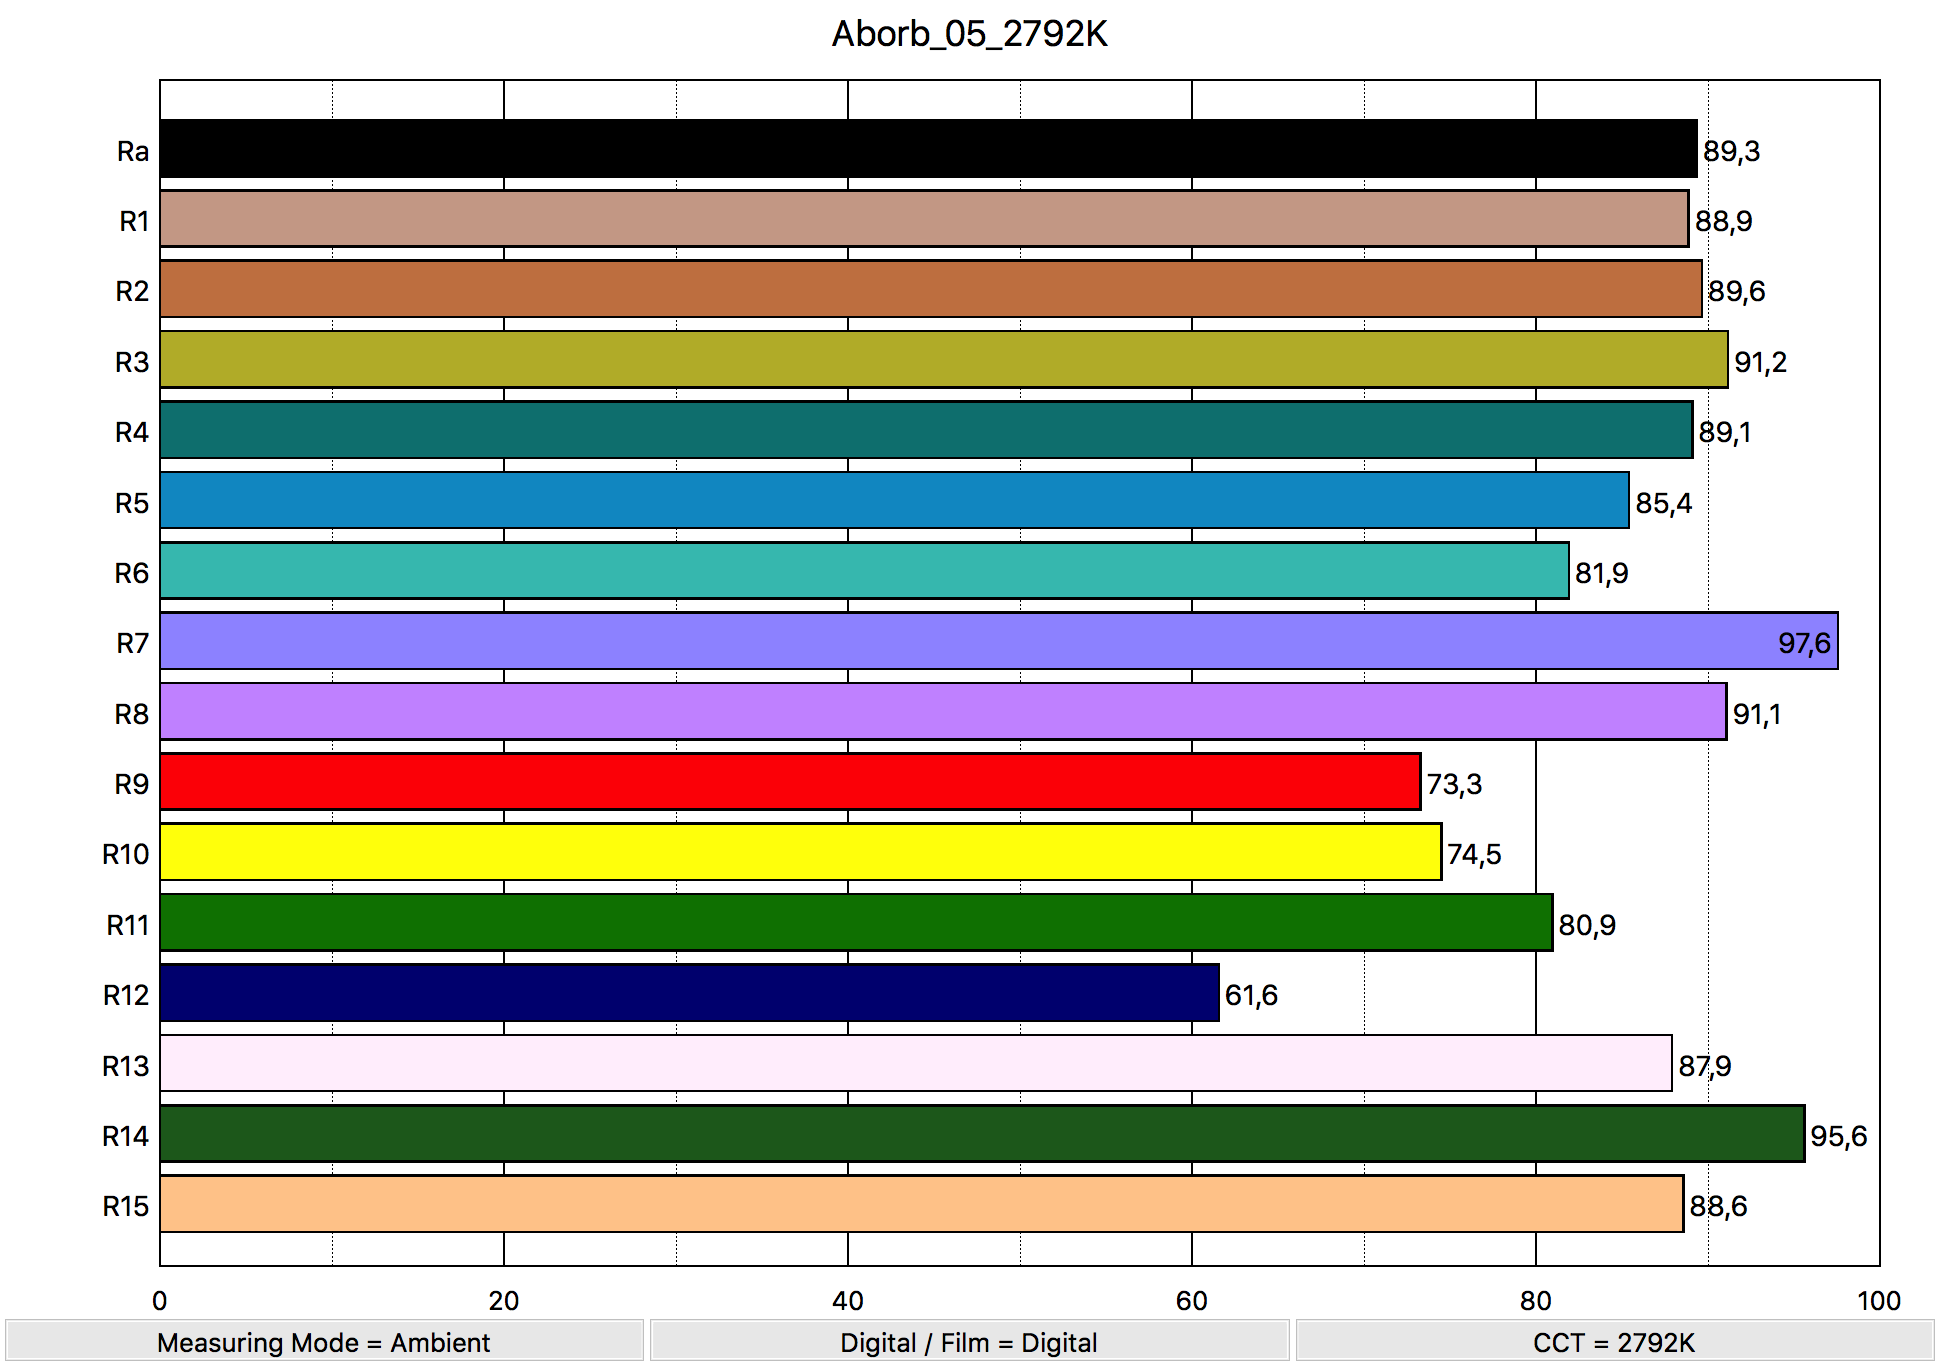 Aborb_05_2792K
Ra 89,3
R1 88,9
R2 89,6
R3 91,2
R4 89,1
R5 85,4
R6 81,9
R7 97,6
R8 91,1
R9 73,3
R10 74,5
R11 80,9
R12 61,6
R13 87,9
R14 95,6
R15 88,6
0 20 40 60 80 100
Measuring Mode = Ambient Digital / Film = Digital CCT = 2792K